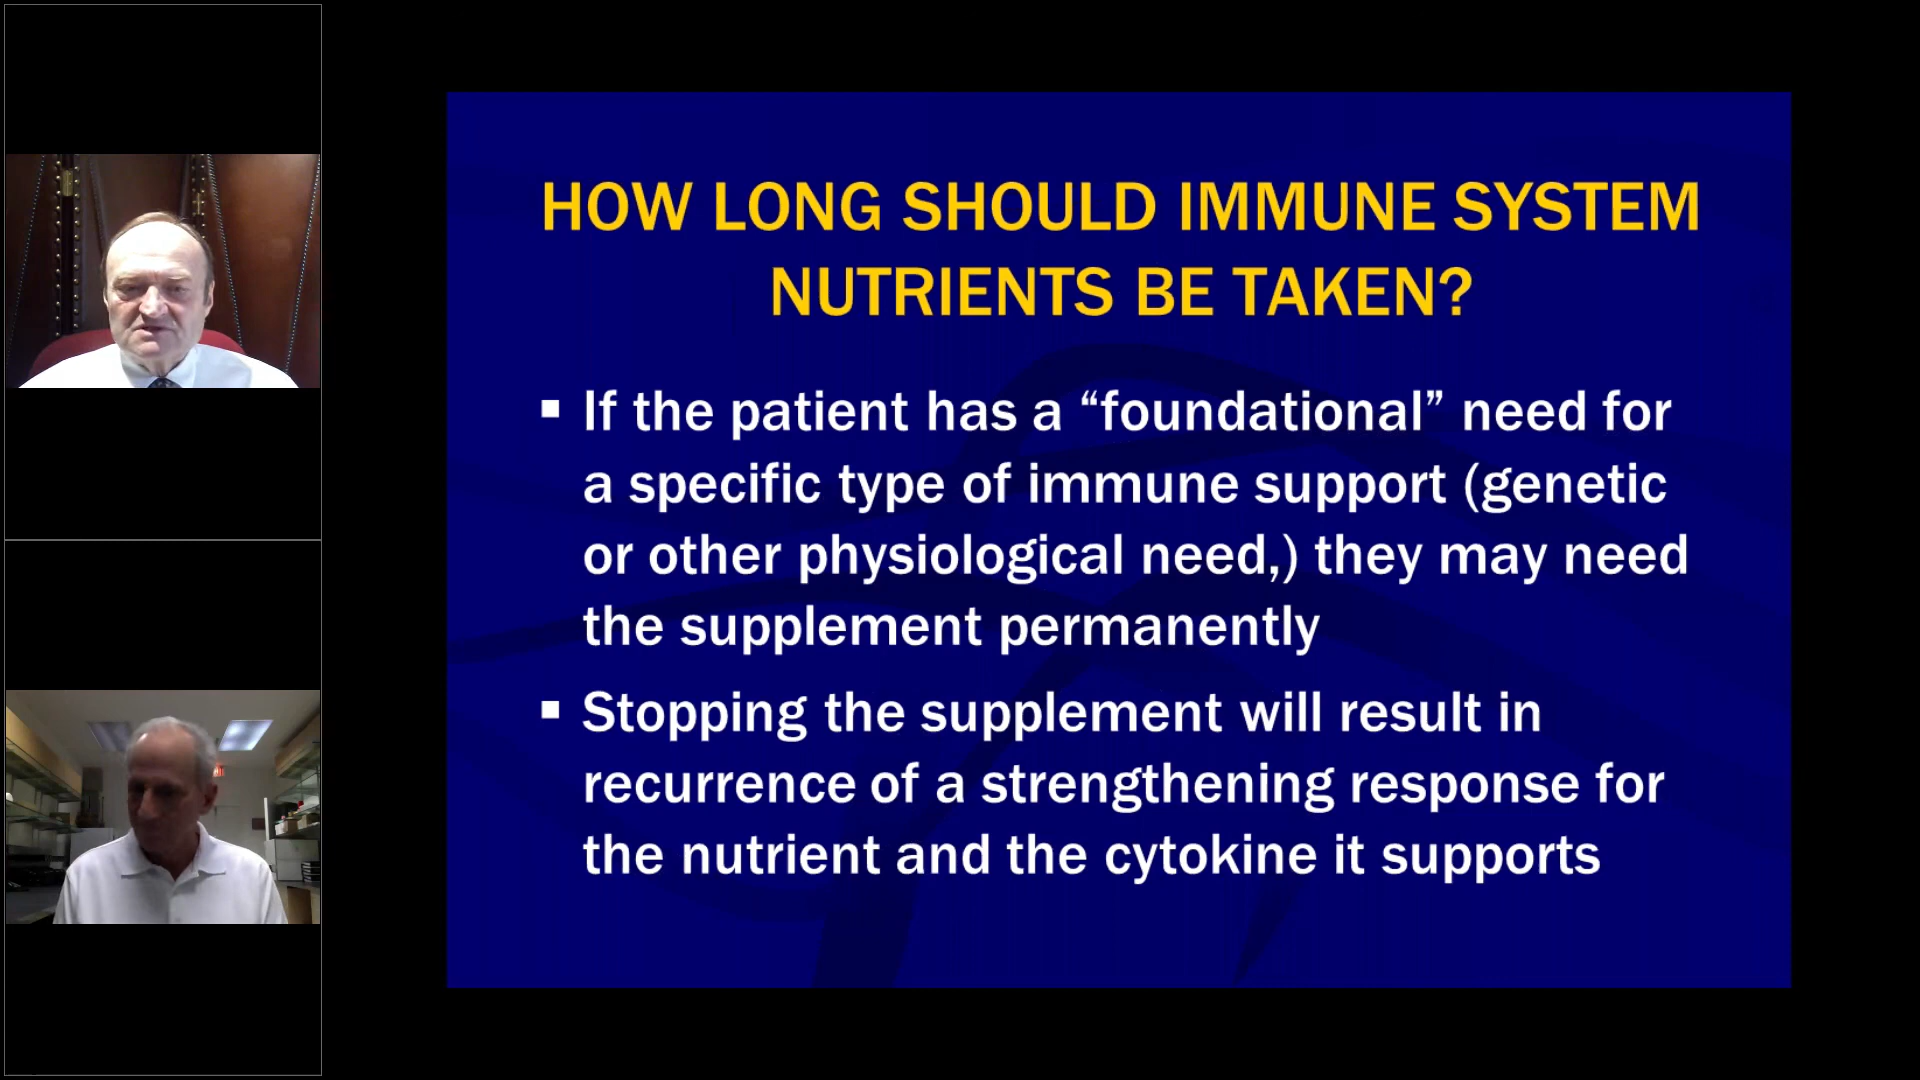 HOW LONG SHOULD IMMUNE SYSTEM
NUTRIENTS BE TAKEN?
▪ If the patient has a “foundational” need for
a specific type of immune support (genetic
or other physiological need,) they may need
the supplement permanently
▪ Stopping the supplement will result in
recurrence of a strengthening response for
the nutrient and the cytokine it supports